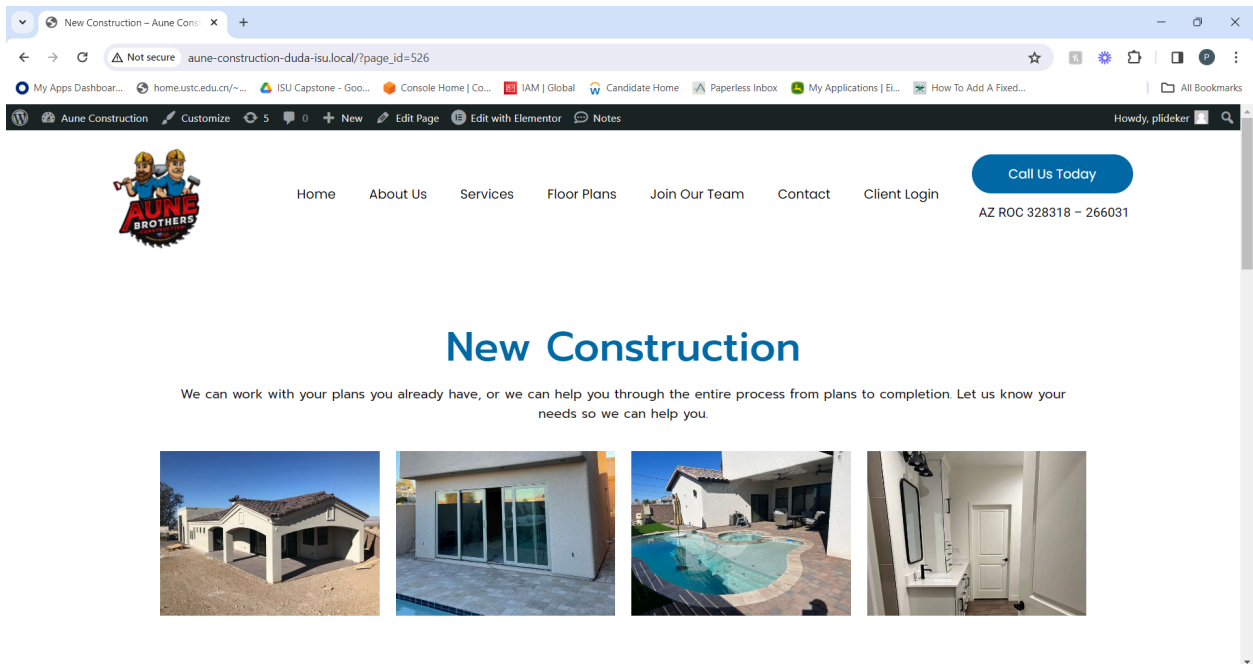 New Construction – Aune Cons
Not secure aune-construction-duda-isu.local/?page_id=526
My Apps Dashboar... home.ustc.edu.cn/~... ISU Capstone - Goo... Console Home | Co... IAM | Global Candidate Home Paperless Inbox My Applications | Ei... How To Add A Fixed... All Bookmarks
Aune Construction Customize 5 0 New Edit Page Edit with Elementor Notes Howdy, plideker
AUNE
BROTHERS
CONSTRUCTION
Home About Us Services Floor Plans Join Our Team Contact Client Login
Call Us Today
AZ ROC 328318 – 266031
New Construction
We can work with your plans you already have, or we can help you through the entire process from plans to completion. Let us know your
needs so we can help you.